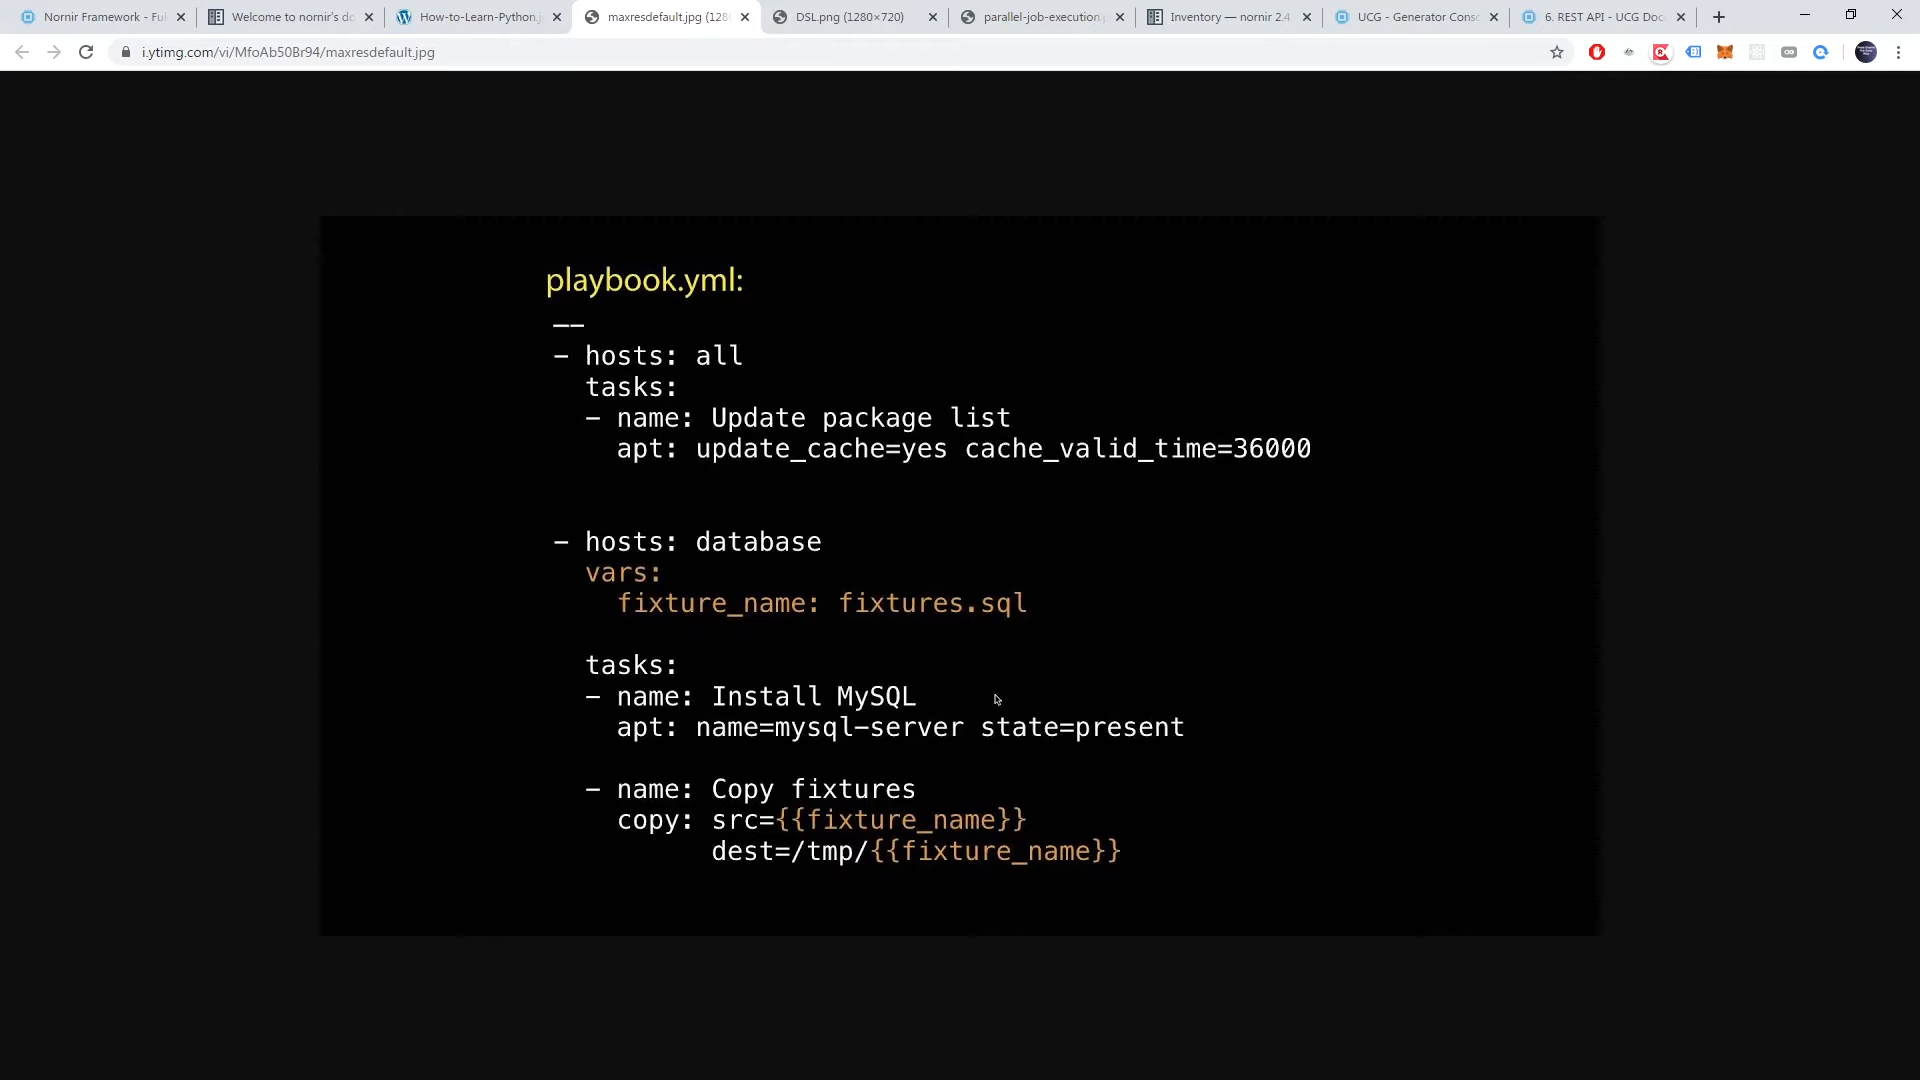 Nornir Framework - Ful
Welcome to nornir's do
How-to-Learn-Python.j
maxresdefault.jpg (128
DSL.png (1280×720)
parallel-job-execution.
Inventory — nornir 2.4
UCG - Generator Cons
6. REST API - UCG Doc
i.ytimg.com/vi/MfoAb50Br94/maxresdefault.jpg
playbook.yml:
––
– hosts: all
tasks:
– name: Update package list
apt: update_cache=yes cache_valid_time=36000
– hosts: database
vars:
fixture_name: fixtures.sql
tasks:
– name: Install MySQL
apt: name=mysql–server state=present
– name: Copy fixtures
copy: src={{fixture_name}}
dest=/tmp/{{fixture_name}}